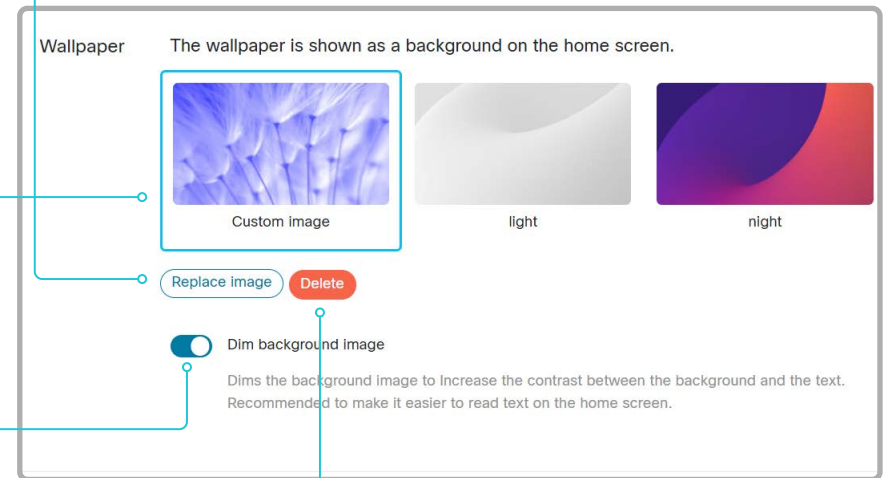 Wallpaper
The wallpaper is shown as a background on the home screen.
Custom image
light
night
Replace image
Delete
Dim background image
Dims the background image to Increase the contrast between the background and the text.
Recommended to make it easier to read text on the home screen.